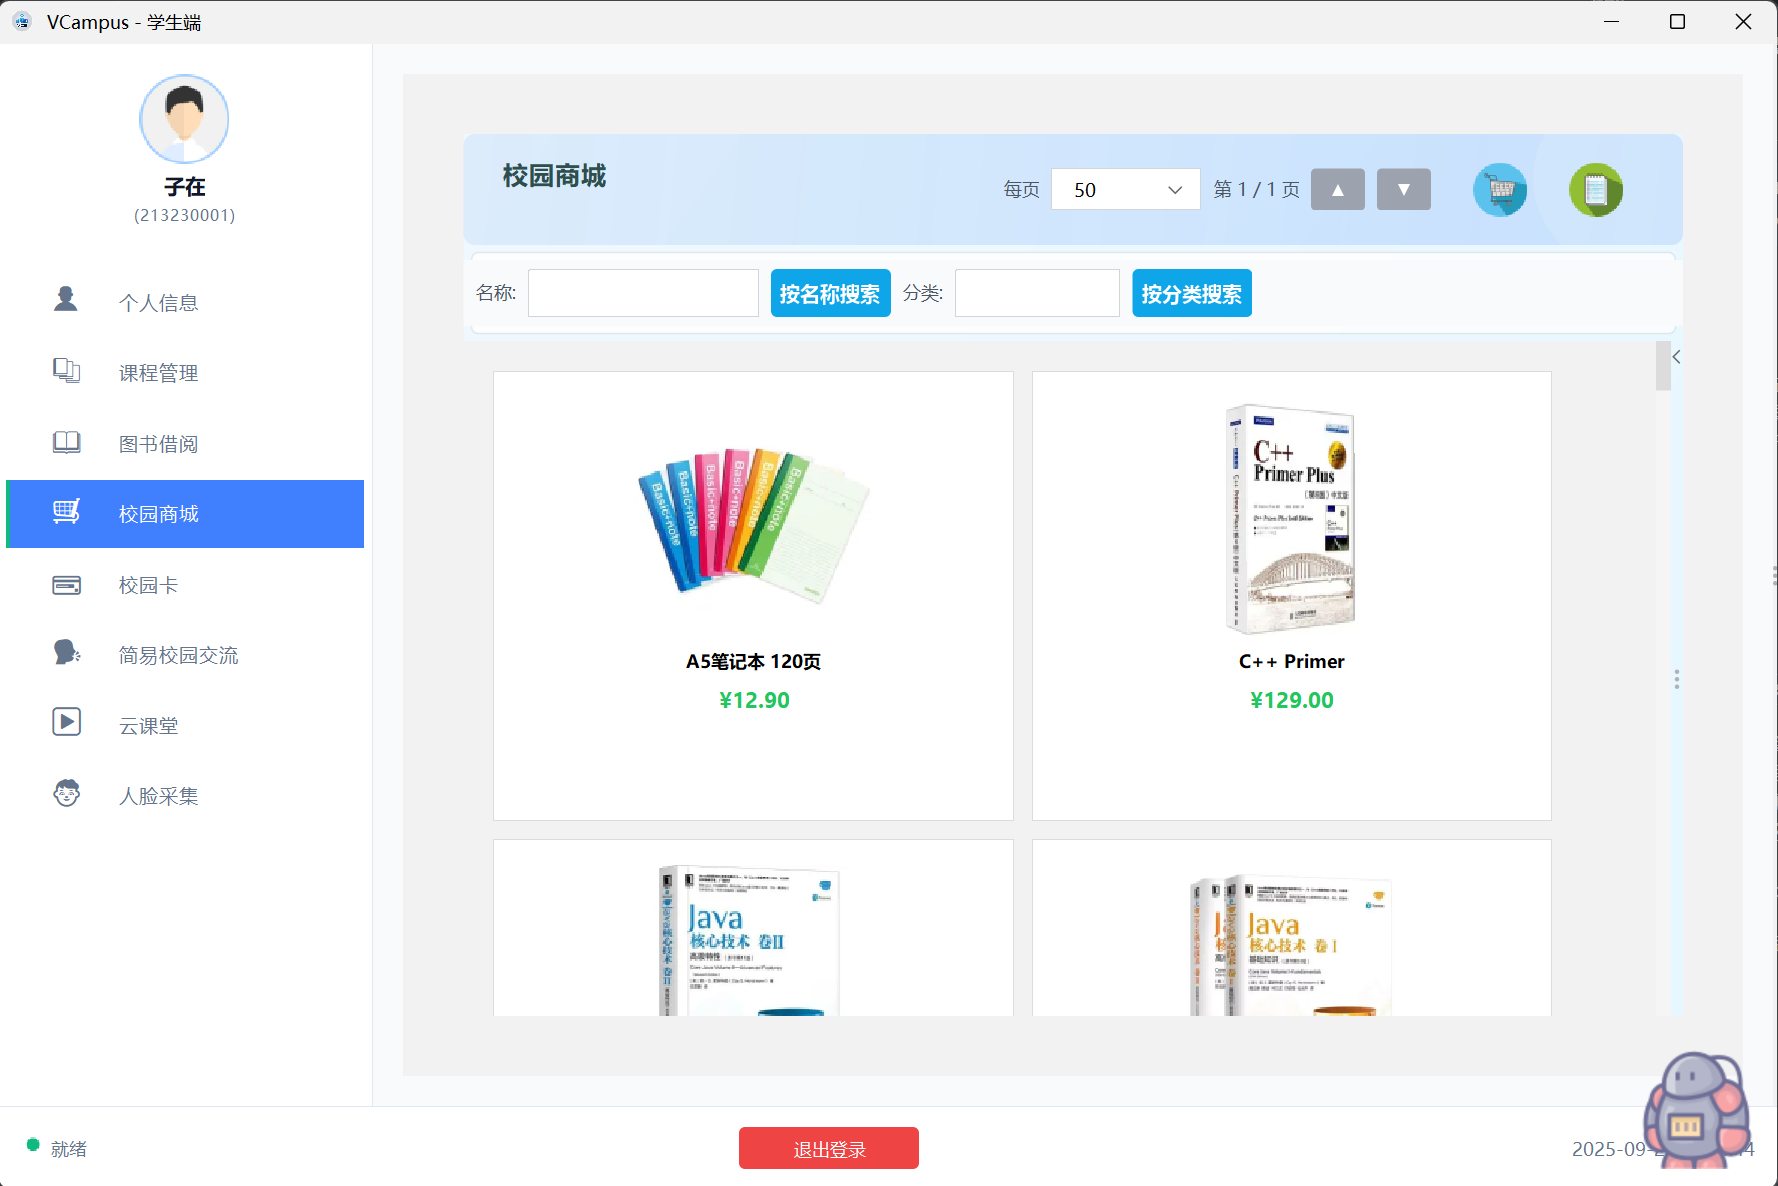 VCampus - 学生端
子在
(213230001)
个人信息
课程管理
图书借阅
校园商城
校园卡
简易校园交流
云课堂
人脸采集
校园商城
每页 50 第 1 / 1 页 ▲ ▼
名称: 按名称搜索 分类: 按分类搜索
Basic+note
Basic+note
Basic+note
Basic+note
Basic+note
Basic+note
A5笔记本 120页
¥12.90
C++
Primer Plus
C++ Primer
¥129.00
Java
核心技术 卷II
Java
核心技术 卷I
就绪
退出登录
2025-09-